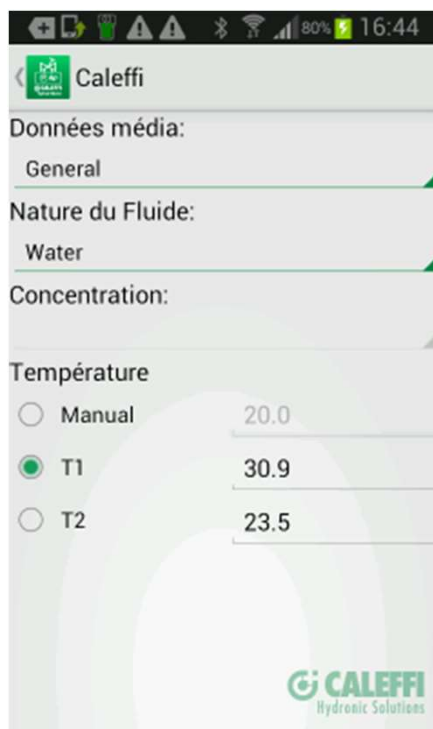 80% 16:44
Caleffi
Données média:
General
Nature du Fluide:
Water
Concentration:
Température
Manual 20.0
T1 30.9
T2 23.5
CALEFFI
Hydronic Solutions